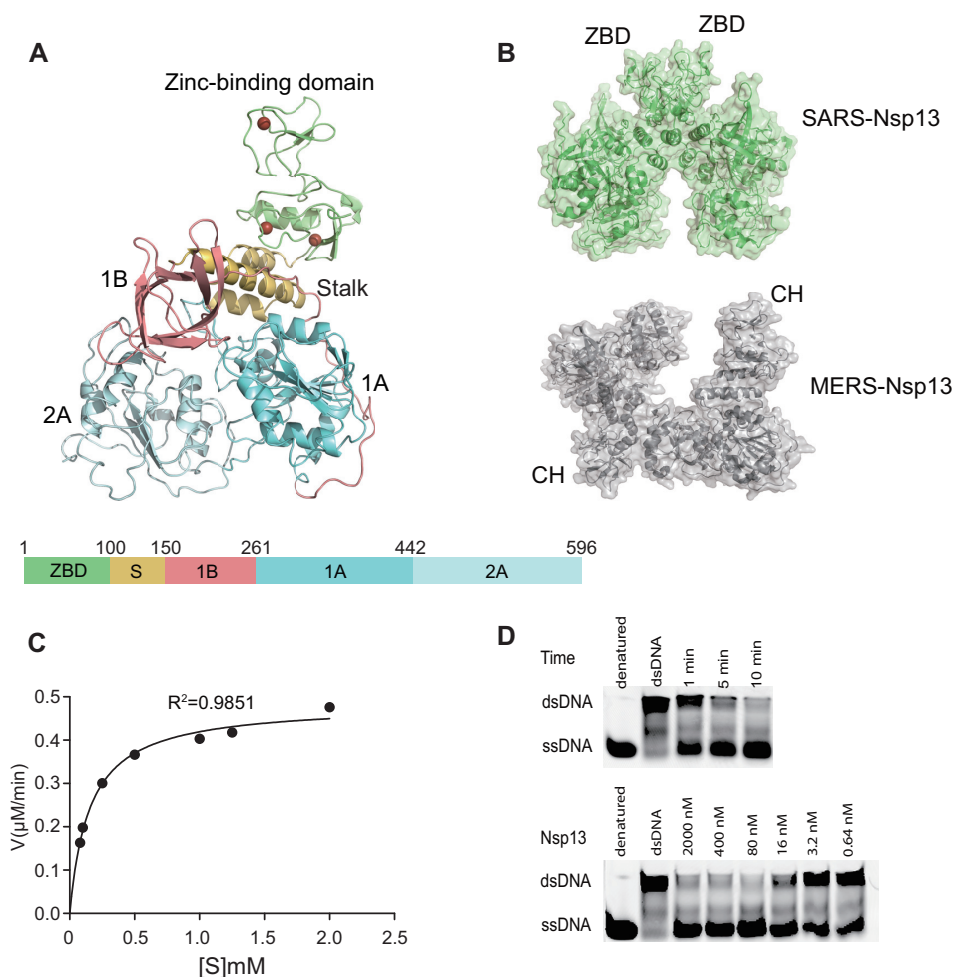 A
Zinc-binding domain
1B
Stalk
2A
1A
1 100 150 261 442 596
ZBD S 1B 1A 2A
B
ZBD ZBD
SARS-Nsp13
CH
MERS-Nsp13
CH
C
R²=0.9851
V(μM/min)
0.5
0.4
0.3
0.2
0.1
0.0
0 0.5 1.0 1.5 2.0 2.5
[S]mM
D
Time denatured dsDNA 1 min 5 min 10 min
dsDNA
ssDNA
Nsp13 denatured dsDNA 2000 nM 400 nM 80 nM 16 nM 3.2 nM 0.64 nM
dsDNA
ssDNA